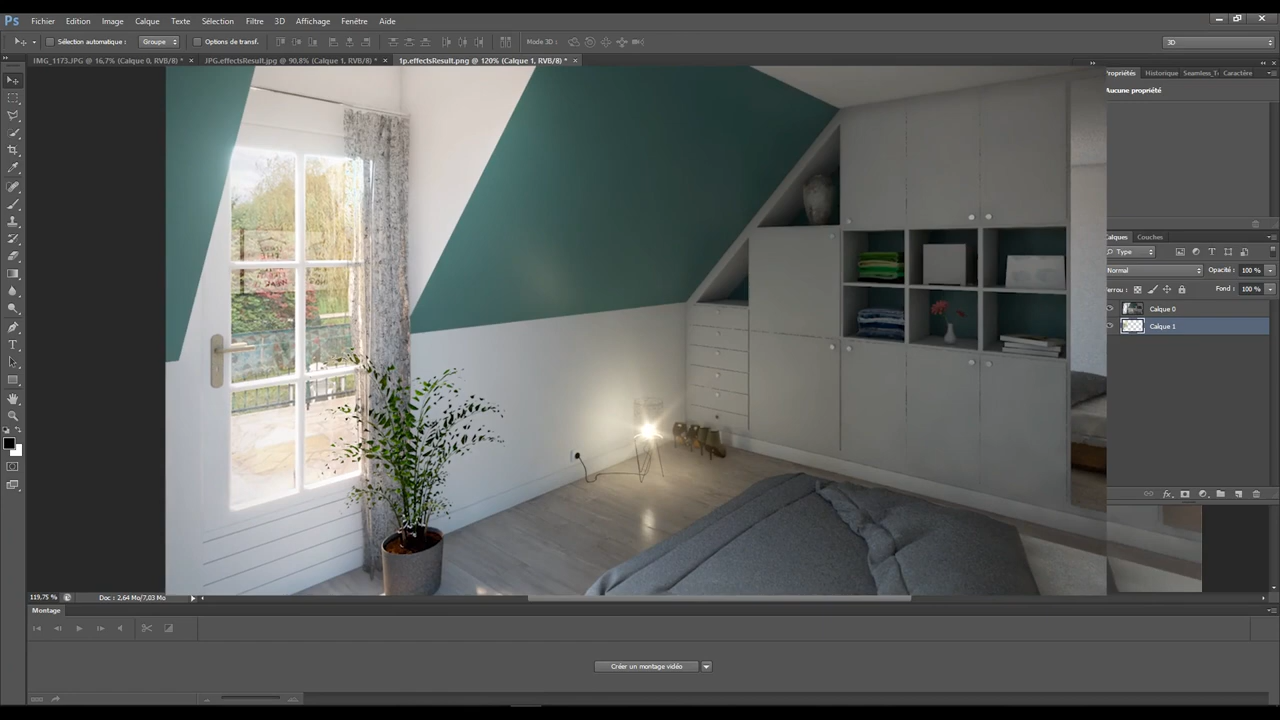 Ps Fichier Edition Image Calque Texte Sélection Filtre 3D Affichage Fenêtre Aide
Sélection automatique : Groupe Options de transf. Mode 3D : 3D
IMG_1173.JPG @ 16,7% (Calque 0, RVB/8) * × JPG.effectsResult.jpg @ 90,8% (Calque 1, RVB/8) * × 1p.effectsResult.png @ 120% (Calque 1, RVB/8) * ×
ropriétés Historique Seamless_T Caractère
Aucune propriété
Calques Couches
Type
Normal Opacité : 100 %
errou : Fond : 100 %
Calque 0
Calque 1
119,75 % Doc : 2,64 Mo/7,03 Mo
Montage
Créer un montage vidéo